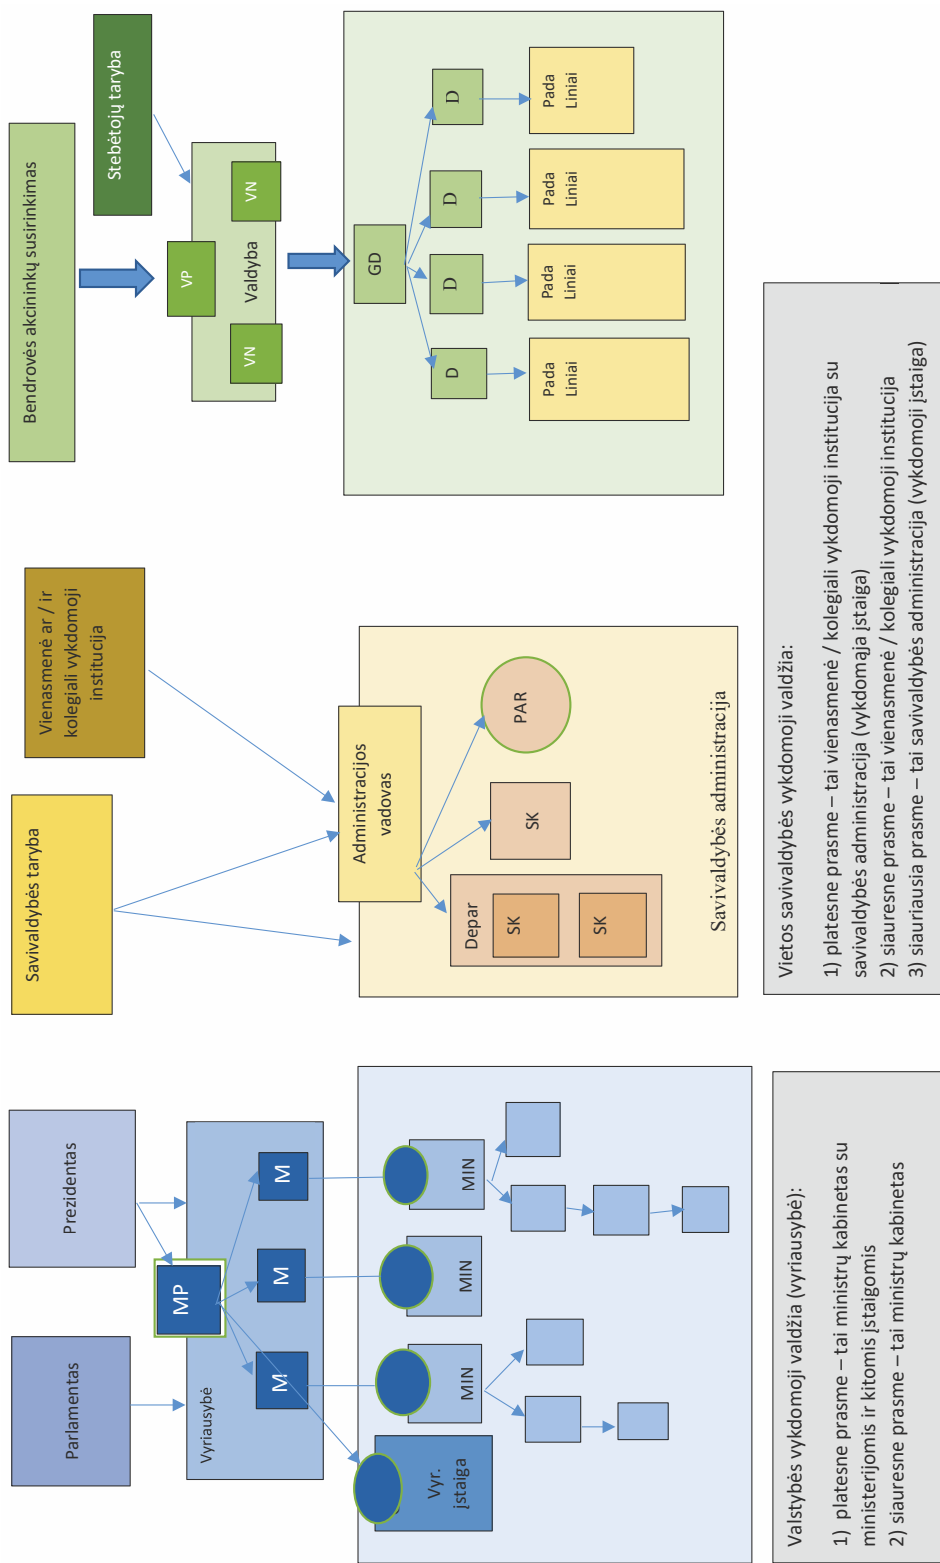 Parlamentas
Prezidentas
MP
Vyriausybė
M
M
M
Vyr.
įstaiga
MIN
MIN
MIN
Valstybės vykdomoji valdžia (vyriausybė):
1) platesne prasme – tai ministrų kabinetas su
ministerijomis ir kitomis įstaigomis
2) siauresne prasme – tai ministrų kabinetas
Savivaldybės taryba
Vienasmenė ar / ir
kolegiali vykdomoji
institucija
Administracijos
vadovas
Depar
SK
SK
SK
PAR
Savivaldybės administracija
Vietos savivaldybės vykdomoji valdžia:
1) platesne prasme – tai vienasmenė / kolegiali vykdomoji institucija su
savivaldybės administracija (vykdomąja įstaiga)
2) siauresne prasme – tai vienasmenė / kolegiali vykdomoji institucija
3) siauriausia prasme – tai savivaldybės administracija (vykdomoji įstaiga)
Bendrovės akcininkų susirinkimas
Stebėtojų taryba
VP
VN
VN
Valdyba
GD
D
D
D
D
Pada
Liniai
Pada
Liniai
Pada
Liniai
Pada
Liniai